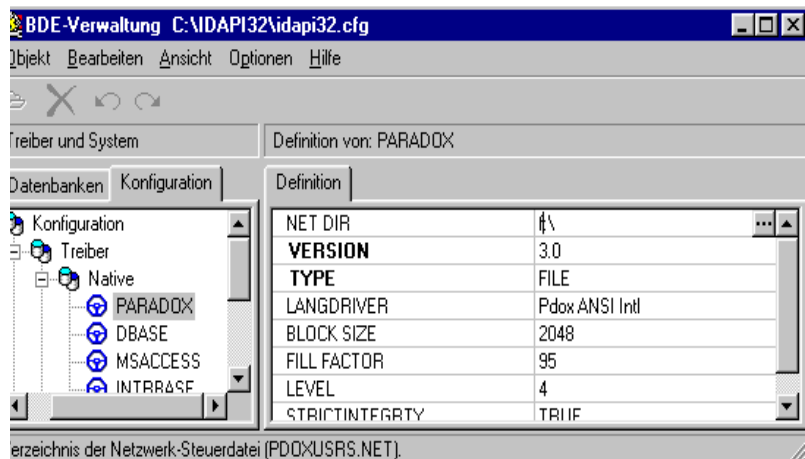 BDE-Verwaltung C:\IDAPI32\idapi32.cfg
Objekt Bearbeiten Ansicht Optionen Hilfe
Treiber und System
Definition von: PARADOX
Datenbanken Konfiguration
Definition
Konfiguration
Treiber
Native
PARADOX
DBASE
MSACCESS
INTRBASE
NET DIR
VERSION 3.0
TYPE FILE
LANGDRIVER Pdox ANSI Intl
BLOCK SIZE 2048
FILL FACTOR 95
LEVEL 4
STRICTINTEGRTY TRUE
erzeichnis der Netzwerk-Steuerdatei (PDOXUSRS.NET).